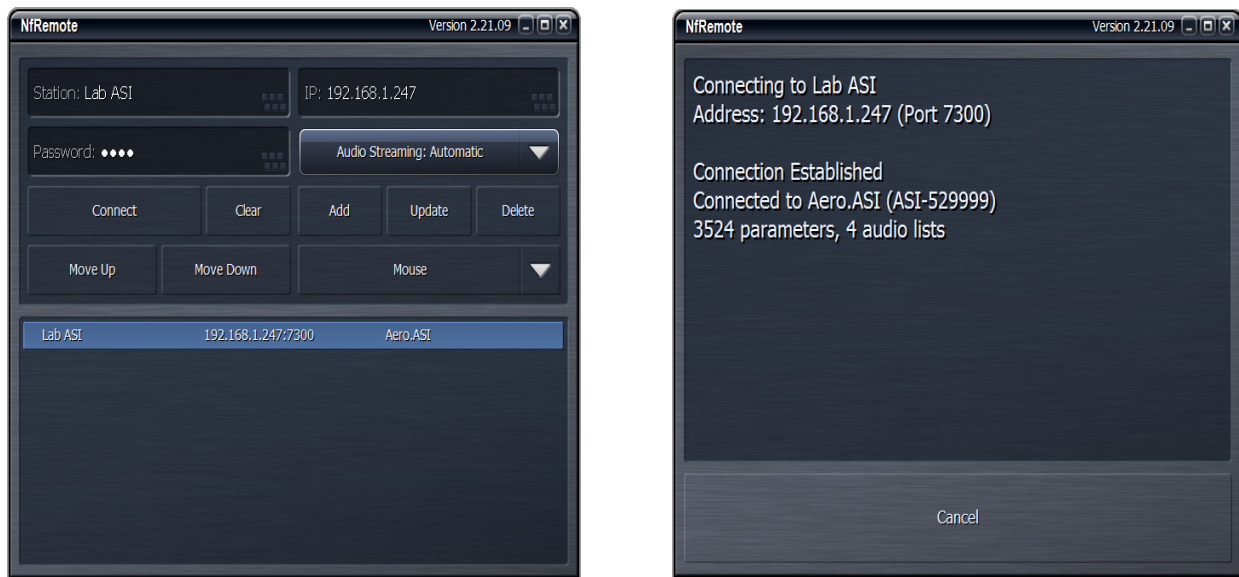 NfRemote Version 2.21.09
Station: Lab ASI IP: 192.168.1.247
Password: ●●●● Audio Streaming: Automatic
Connect Clear Add Update Delete
Move Up Move Down Mouse
Lab ASI 192.168.1.247:7300 Aero.ASI
NfRemote Version 2.21.09
Connecting to Lab ASI
Address: 192.168.1.247 (Port 7300)
Connection Established
Connected to Aero.ASI (ASI-529999)
3524 parameters, 4 audio lists
Cancel